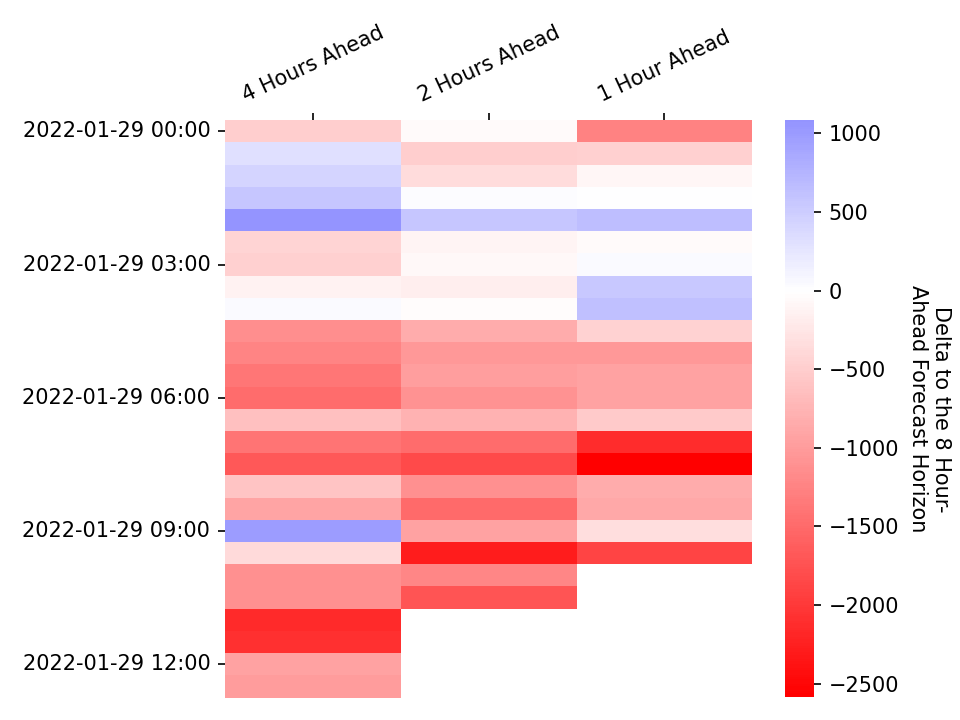 4 Hours Ahead
2 Hours Ahead
1 Hour Ahead
2022-01-29 00:00
2022-01-29 03:00
2022-01-29 06:00
2022-01-29 09:00
2022-01-29 12:00
1000
500
0
−500
−1000
−1500
−2000
−2500
Delta to the 8 Hour-
Ahead Forecast Horizon